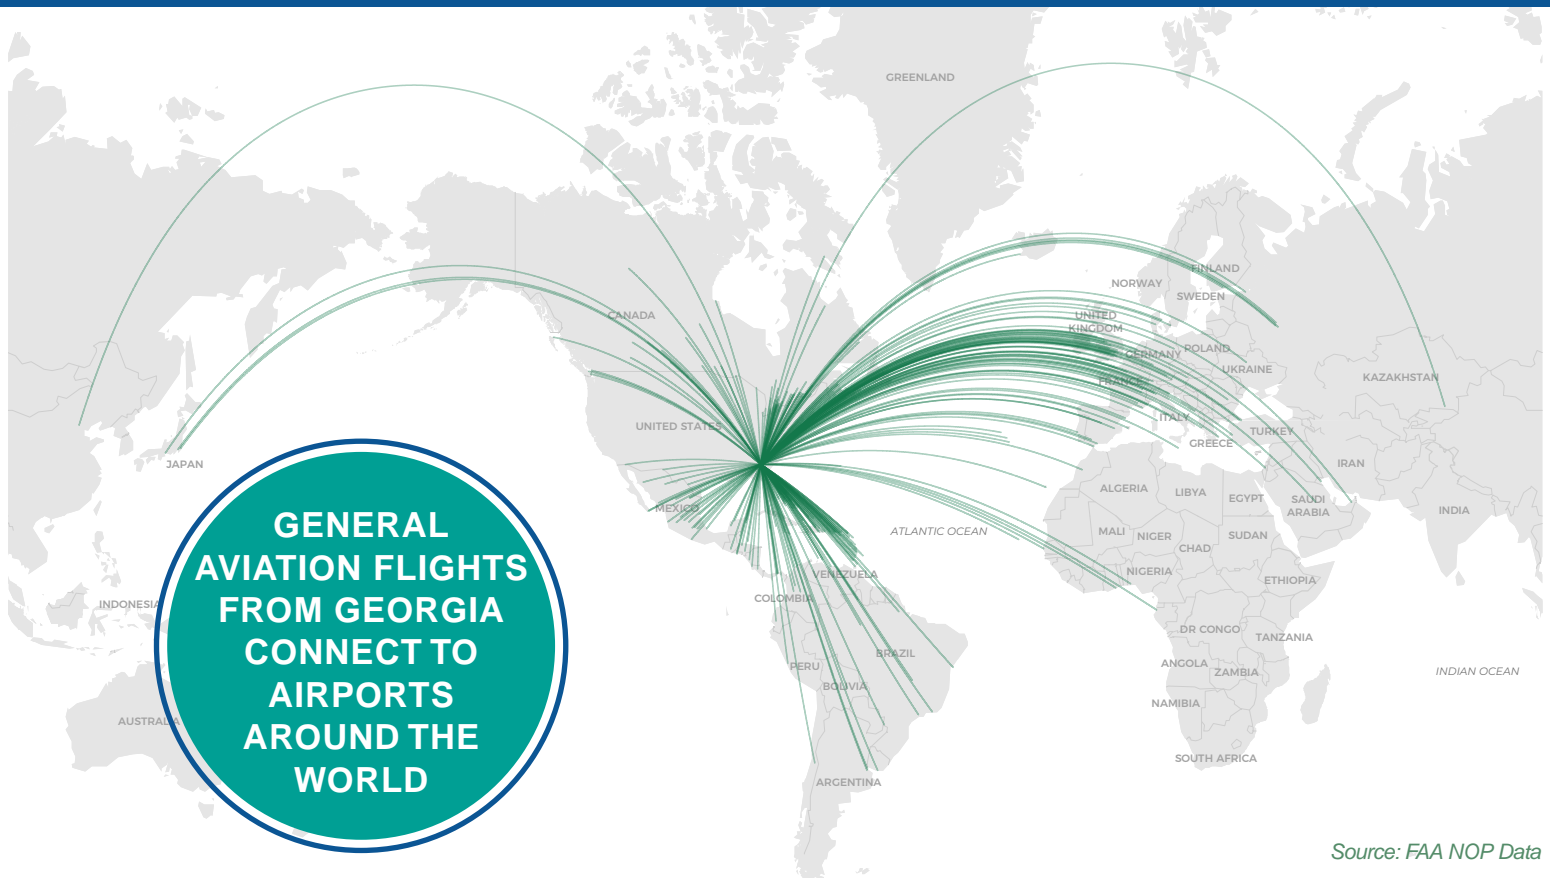 GREENLAND
FINLAND
NORWAY
SWEDEN
CANADA
UNITED
KINGDOM
GERMANY
POLAND
UKRAINE
FRANCE
KAZAKHSTAN
ITALY
UNITED STATES
TURKEY
GREECE
JAPAN
IRAN
ALGERIA
LIBYA
EGYPT
SAUDI
ARABIA
MEXICO
INDIA
ATLANTIC OCEAN
MALI
NIGER
SUDAN
CHAD
VENEZUELA
NIGERIA
ETHIOPIA
COLOMBIA
INDONESIA
DR CONGO
TANZANIA
BRAZIL
PERU
ANGOLA
ZAMBIA
INDIAN OCEAN
BOLIVIA
NAMIBIA
AUSTRALIA
SOUTH AFRICA
ARGENTINA
GENERAL
AVIATION FLIGHTS
FROM GEORGIA
CONNECT TO
AIRPORTS
AROUND THE
WORLD
Source: FAA NOP Data